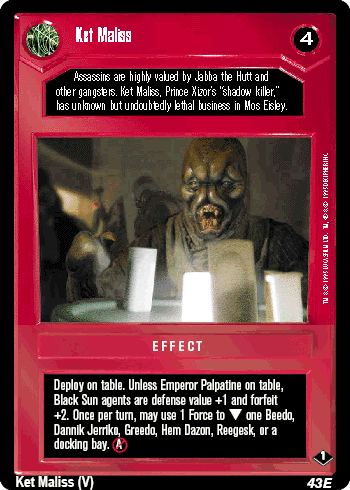 Ket Maliss
4
Assassins are highly valued by Jabba the Hutt and
other gangsters. Ket Maliss, Prince Xizor's "shadow killer,"
has unknown but undoubtedly lethal business in Mos Eisley.
EFFECT
Deploy on table. Unless Emperor Palpatine on table,
Black Sun agents are defense value +1 and forfeit
+2. Once per turn, may use 1 Force to ▼ one Beedo,
Dannik Jerriko, Greedo, Hem Dazon, Reegesk, or a
docking bay. A
1
Ket Maliss (V)
43E